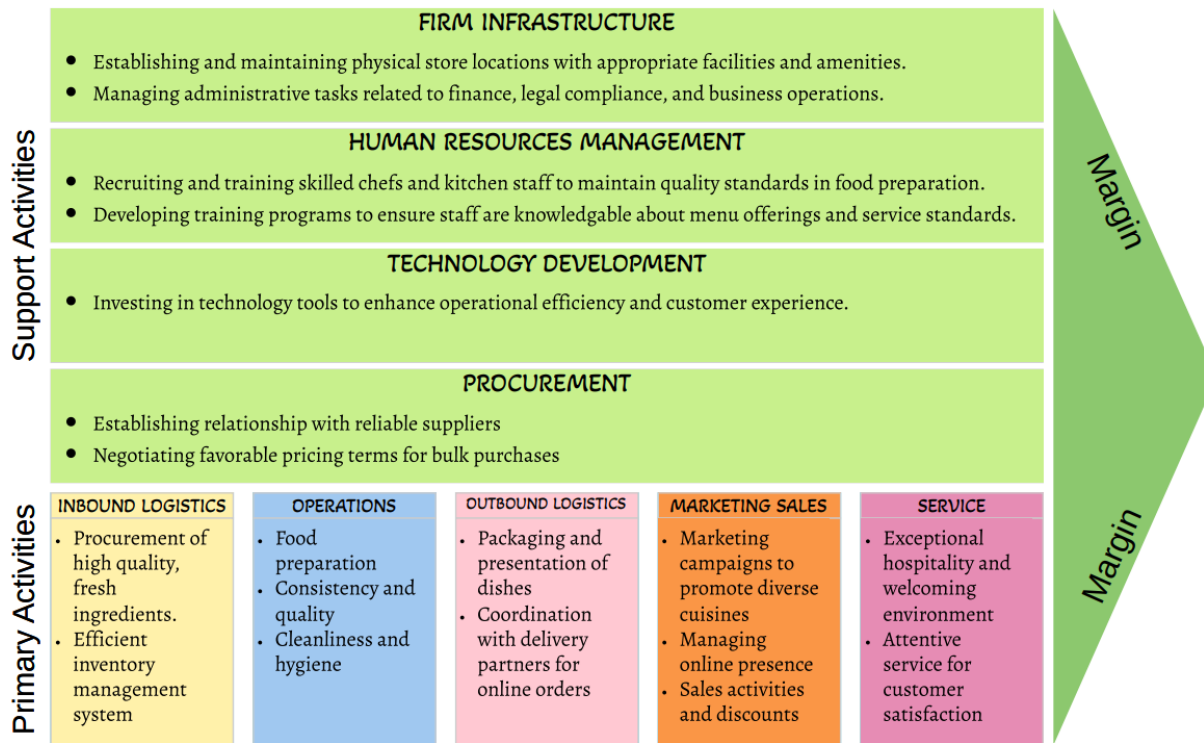 FIRM INFRASTRUCTURE
• Establishing and maintaining physical store locations with appropriate facilities and amenities.
• Managing administrative tasks related to finance, legal compliance, and business operations.
Support Activities
HUMAN RESOURCES MANAGEMENT
• Recruiting and training skilled chefs and kitchen staff to maintain quality standards in food preparation.
• Developing training programs to ensure staff are knowledgable about menu offerings and service standards.
TECHNOLOGY DEVELOPMENT
• Investing in technology tools to enhance operational efficiency and customer experience.
PROCUREMENT
• Establishing relationship with reliable suppliers
• Negotiating favorable pricing terms for bulk purchases
Margin
Primary Activities
INBOUND LOGISTICS
• Procurement of
high quality,
fresh
ingredients.
• Efficient
inventory
management
system
OPERATIONS
• Food
preparation
• Consistency and
quality
• Cleanliness and
hygiene
OUTBOUND LOGISTICS
• Packaging and
presentation of
dishes
• Coordination
with delivery
partners for
online orders
MARKETING SALES
• Marketing
campaigns to
promote diverse
cuisines
• Managing
online presence
• Sales activities
and discounts
SERVICE
• Exceptional
hospitality and
welcoming
environment
• Attentive
service for
customer
satisfaction
Margin